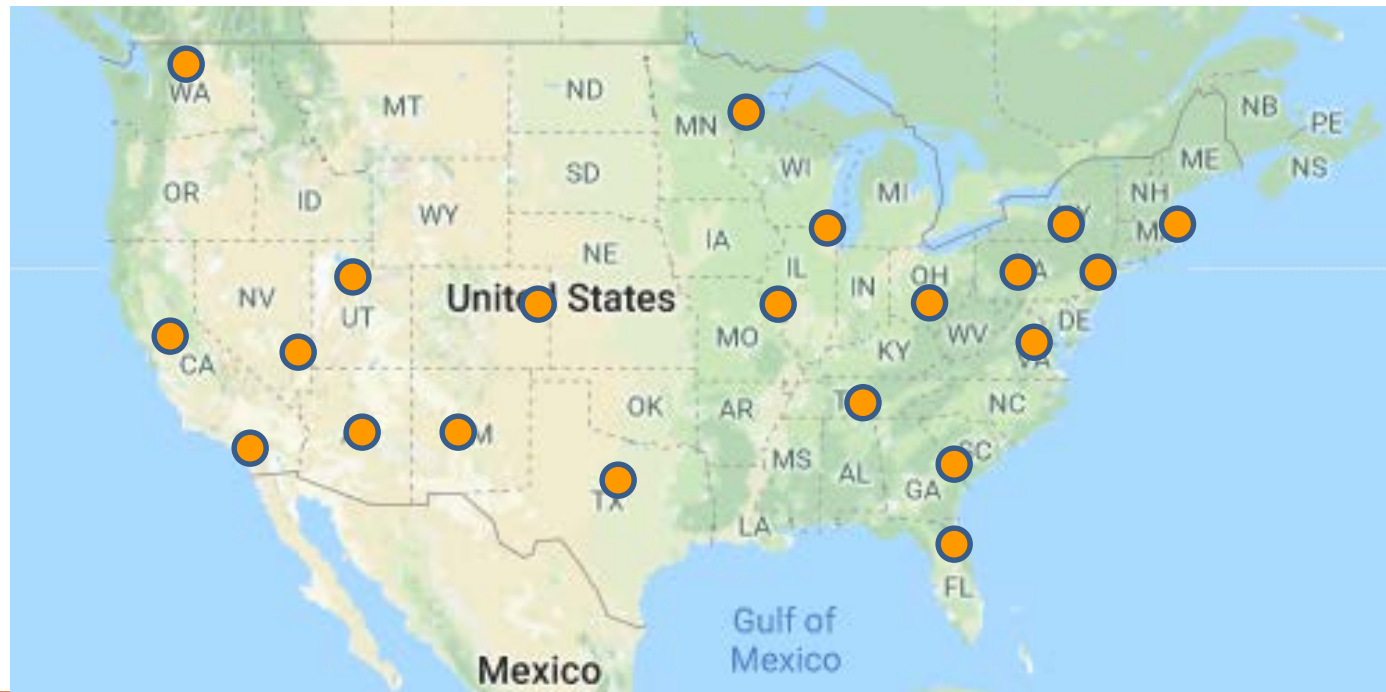 WA
MT
ND
MN
NB
PE
ME
NS
OR
ID
SD
WI
MI
NH
WY
NE
IA
IL
IN
OH
NV
UT
United States
MO
CA
KY
WV
DE
VA
OK
AR
NC
TX
MS
AL
SC
GA
LA
FL
Gulf of
Mexico
Mexico